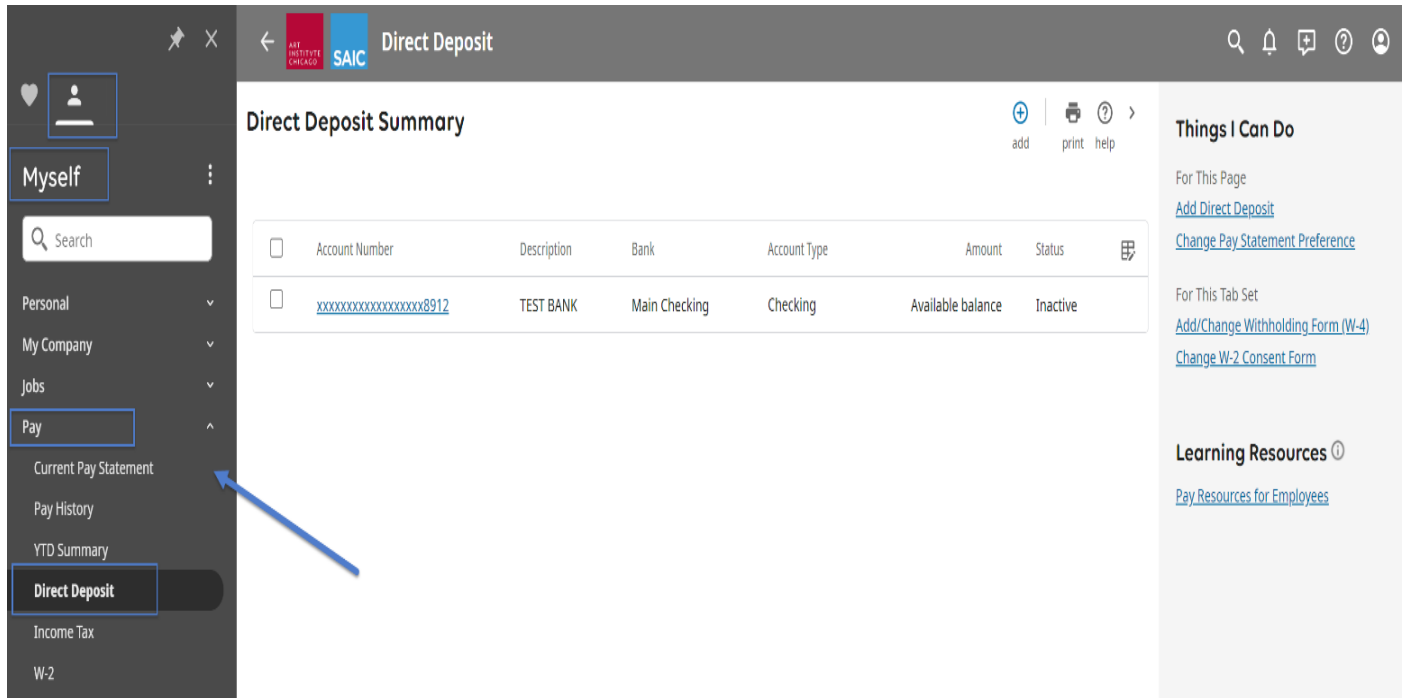 ART
INSTITVTE
CHICAGO
SAIC
Direct Deposit
Myself
Search
Personal
My Company
Jobs
Pay
Current Pay Statement
Pay History
YTD Summary
Direct Deposit
Income Tax
W-2
Direct Deposit Summary
add print help
Account Number Description Bank Account Type Amount Status
xxxxxxxxxxxxxxxxxx8912 TEST BANK Main Checking Checking Available balance Inactive
Things I Can Do
For This Page
Add Direct Deposit
Change Pay Statement Preference
For This Tab Set
Add/Change Withholding Form (W-4)
Change W-2 Consent Form
Learning Resources
Pay Resources for Employees